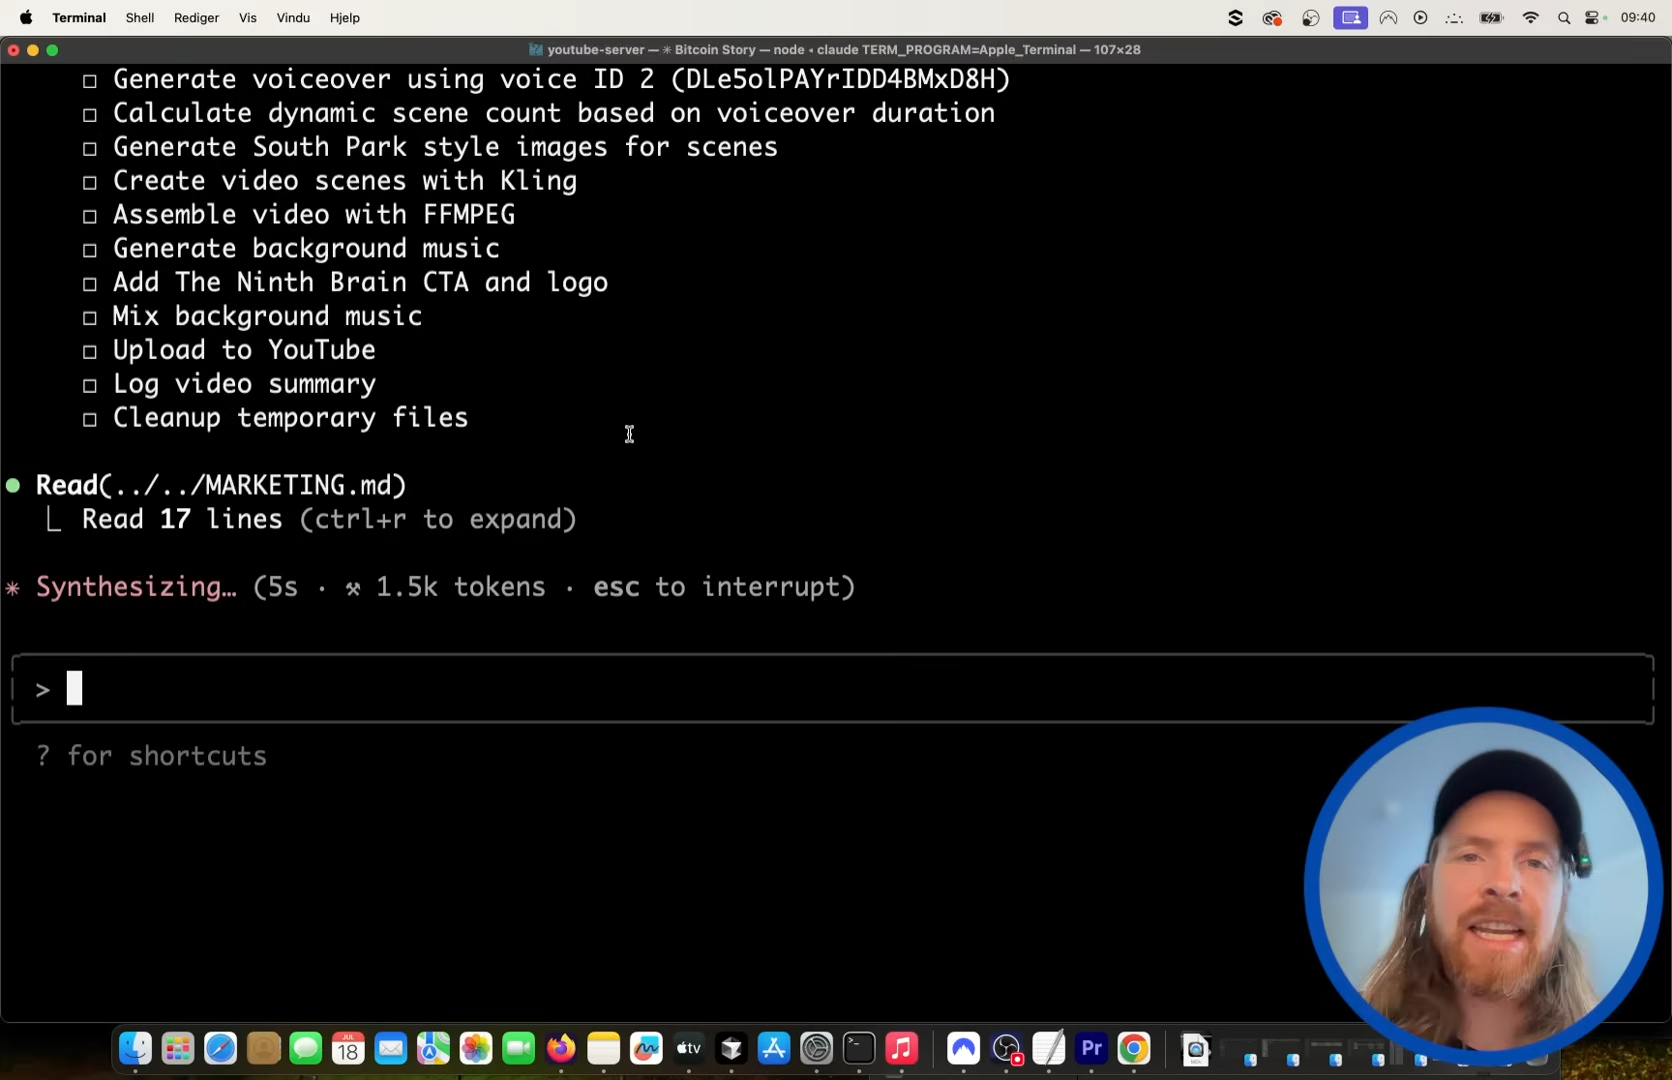 Terminal Shell Rediger Vis Vindu Hjelp 09:40
youtube-server — ✳ Bitcoin Story — node ◂ claude TERM_PROGRAM=Apple_Terminal — 107×28
☐ Generate voiceover using voice ID 2 (DLe5olPAYrIDD4BMxD8H)
☐ Calculate dynamic scene count based on voiceover duration
☐ Generate South Park style images for scenes
☐ Create video scenes with Kling
☐ Assemble video with FFMPEG
☐ Generate background music
☐ Add The Ninth Brain CTA and logo
☐ Mix background music
☐ Upload to YouTube
☐ Log video summary
☐ Cleanup temporary files
● Read(../../MARKETING.md)
⎿ Read 17 lines (ctrl+r to expand)
✳ Synthesizing… (5s · ⚒ 1.5k tokens · esc to interrupt)
>
? for shortcuts
JUL
18
tv
>_
Pr